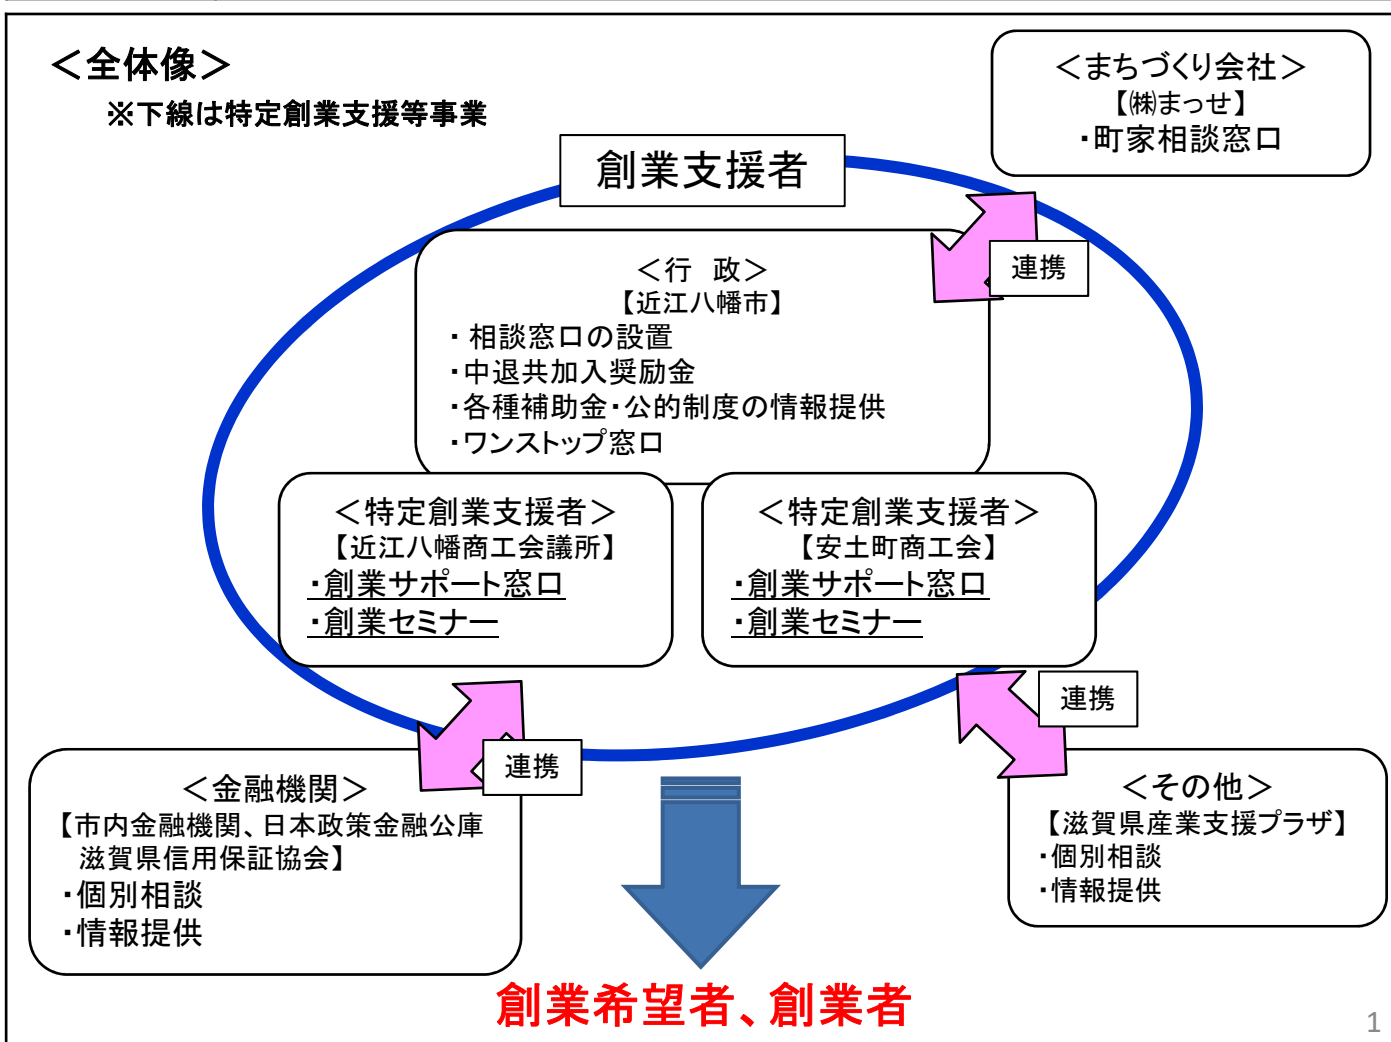 ＜全体像＞
※下線は特定創業支援等事業
＜まちづくり会社＞
【㈱まっせ】
・町家相談窓口
創業支援者
連携
＜行　政＞
【近江八幡市】
・ 相談窓口の設置
・中退共加入奨励金
・各種補助金・公的制度の情報提供
・ワンストップ窓口
＜特定創業支援者＞
【近江八幡商工会議所】
・創業サポート窓口
・創業セミナー
＜特定創業支援者＞
【安土町商工会】
・創業サポート窓口
・創業セミナー
連携
連携
＜金融機関＞
【市内金融機関、日本政策金融公庫
滋賀県信用保証協会】
・個別相談
・情報提供
＜その他＞
【滋賀県産業支援プラザ】
・個別相談
・情報提供
創業希望者、創業者
1